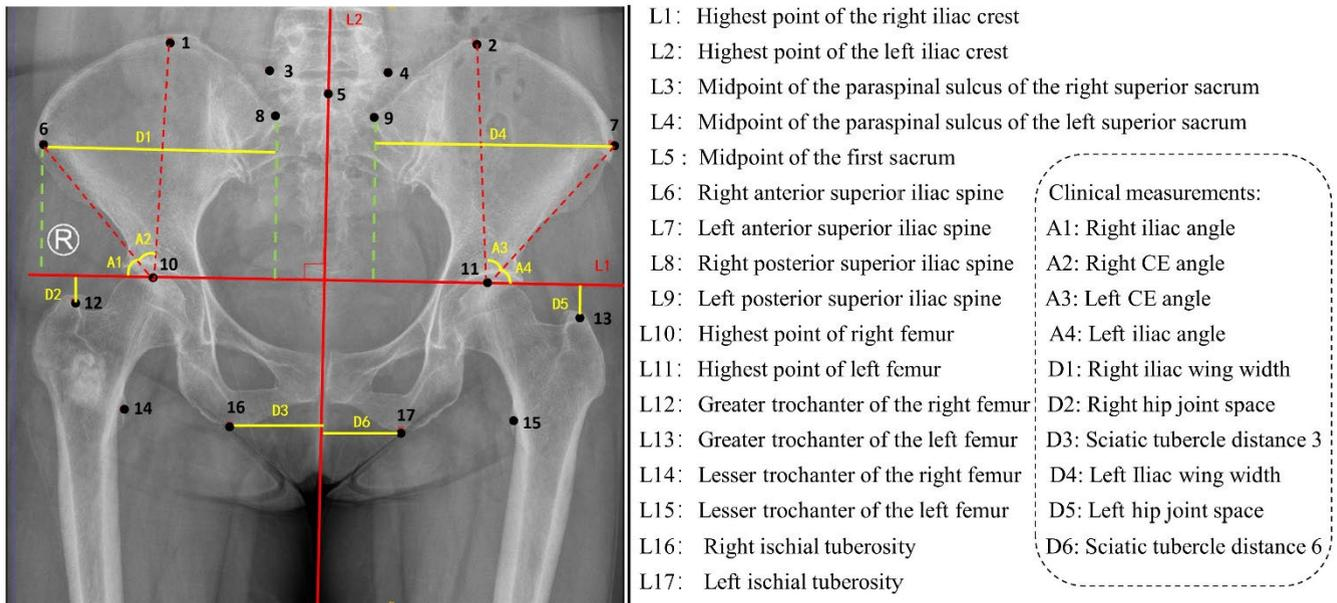 L2
1
2
3
4
5
8
9
6
D1
D4
7
®
A2
A1
10
A3
11
A4
L1
D2
12
D5
13
14
16
D3
D6
17
15
L1: Highest point of the right iliac crest
L2: Highest point of the left iliac crest
L3: Midpoint of the paraspinal sulcus of the right superior sacrum
L4: Midpoint of the paraspinal sulcus of the left superior sacrum
L5 : Midpoint of the first sacrum
L6: Right anterior superior iliac spine
L7: Left anterior superior iliac spine
L8: Right posterior superior iliac spine
L9: Left posterior superior iliac spine
L10: Highest point of right femur
L11: Highest point of left femur
L12: Greater trochanter of the right femur
L13: Greater trochanter of the left femur
L14: Lesser trochanter of the right femur
L15: Lesser trochanter of the left femur
L16: Right ischial tuberosity
L17: Left ischial tuberosity
Clinical measurements:
A1: Right iliac angle
A2: Right CE angle
A3: Left CE angle
A4: Left iliac angle
D1: Right iliac wing width
D2: Right hip joint space
D3: Sciatic tubercle distance 3
D4: Left Iliac wing width
D5: Left hip joint space
D6: Sciatic tubercle distance 6